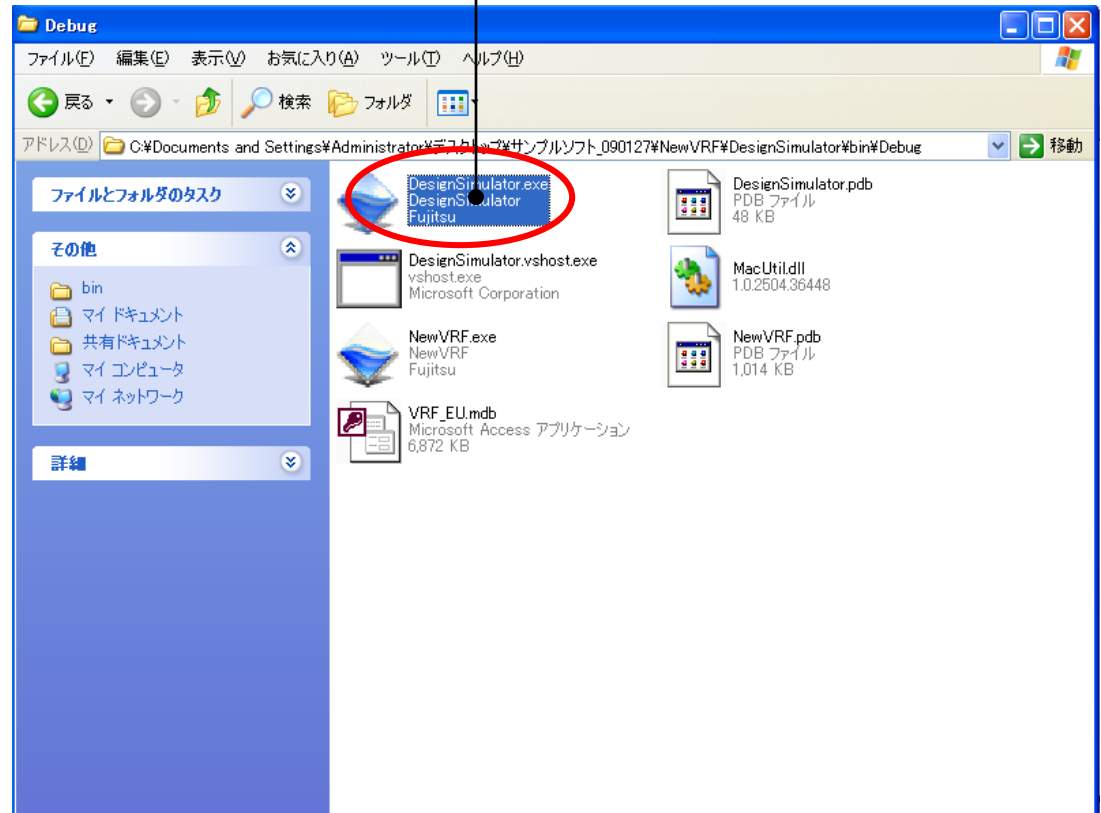 Debug
ファイル(F) 編集(E) 表示(V) お気に入り(A) ツール(T) ヘルプ(H)
戻る 検索 フォルダ
アドレス(D) C:¥Documents and Settings¥Administrator¥デスクトップ¥サンプルソフト_090127¥NewVRF¥DesignSimulator¥bin¥Debug 移動
ファイルとフォルダのタスク
その他
bin
マイ ドキュメント
共有ドキュメント
マイ コンピュータ
マイ ネットワーク
詳細
DesignSimulator.exe
DesignSimulator
Fujitsu
DesignSimulator.pdb
PDB ファイル
48 KB
DesignSimulator.vshost.exe
vshost.exe
Microsoft Corporation
MacUtil.dll
1.0.2504.36448
NewVRF.exe
NewVRF
Fujitsu
NewVRF.pdb
PDB ファイル
1,014 KB
VRF_EU.mdb
Microsoft Access アプリケーション
6,872 KB